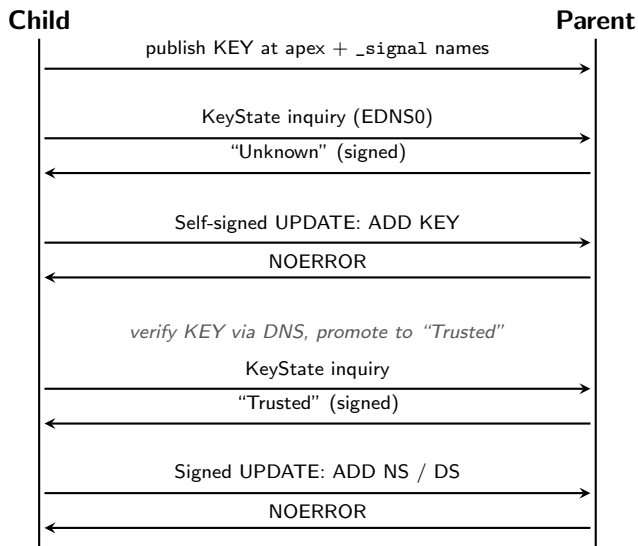 Child Parent
publish KEY at apex + _signal names
KeyState inquiry (EDNS0)
“Unknown” (signed)
Self-signed UPDATE: ADD KEY
NOERROR
verify KEY via DNS, promote to “Trusted”
KeyState inquiry
“Trusted” (signed)
Signed UPDATE: ADD NS / DS
NOERROR